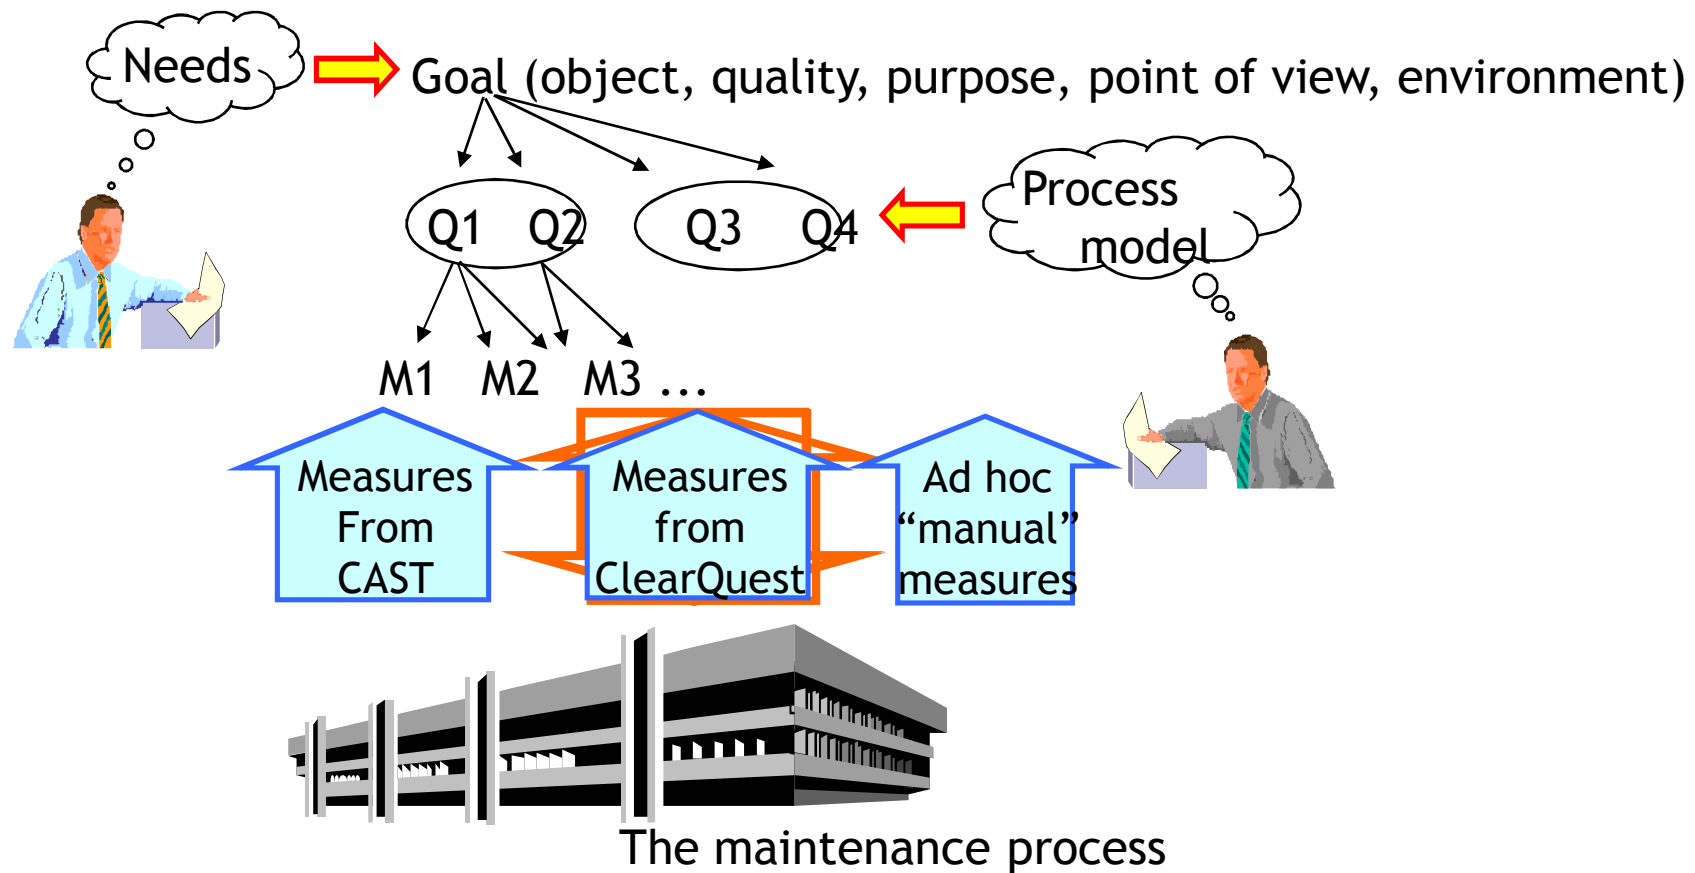 Needs
Goal (object, quality, purpose, point of view, environment)
Process
model
Q1 Q2 Q3 Q4
M1 M2 M3 ...
Measures
From
CAST
Measures
from
ClearQuest
Ad hoc
“manual”
measures
The maintenance process